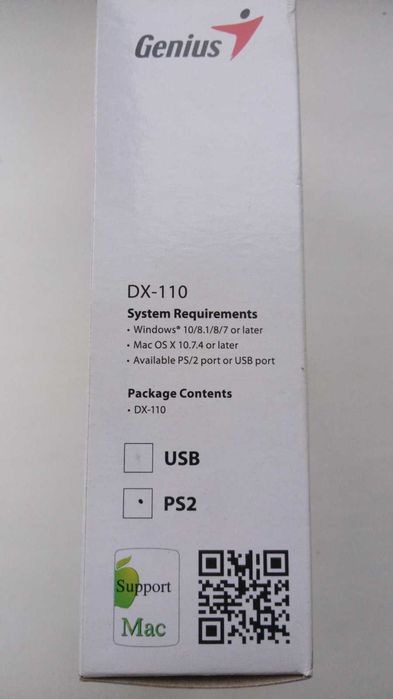 Genius
DX-110
System Requirements
• Windows® 10/8.1/8/7 or later
• Mac OS X 10.7.4 or later
• Available PS/2 port or USB port
Package Contents
• DX-110
USB
PS2
Support
Mac